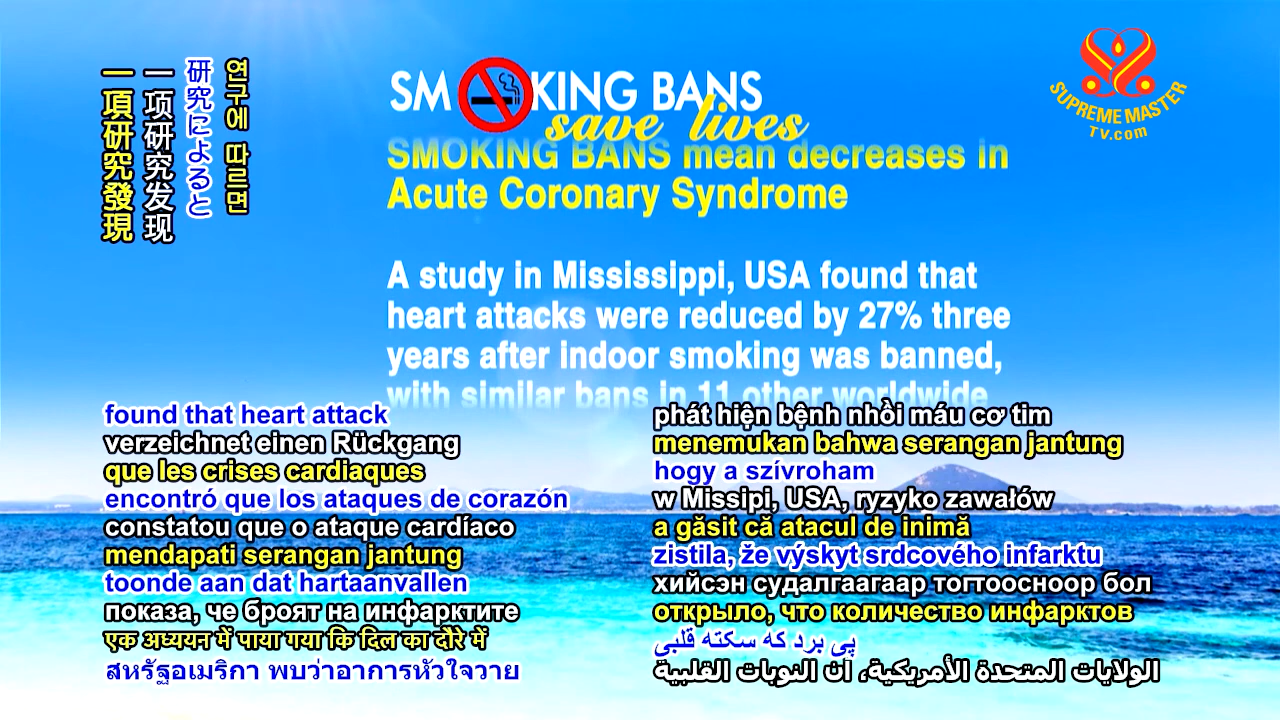 一項研究發現
一项研究发现
研究によると
연구에 따르면
SMOKING BANS
save lives
SUPREME MASTER
TV.com
SMOKING BANS mean decreases in
Acute Coronary Syndrome
A study in Mississippi, USA found that
heart attacks were reduced by 27% three
years after indoor smoking was banned,
with similar bans in 11 other worldwide
found that heart attack
verzeichnet einen Rückgang
que les crises cardiaques
encontró que los ataques de corazón
constatou que o ataque cardíaco
mendapati serangan jantung
toonde aan dat hartaanvallen
показа, че броят на инфарктите
एक अध्ययन में पाया गया कि दिल का दौरे में
สหรัฐอเมริกา พบว่าอาการหัวใจวาย
phát hiện bệnh nhồi máu cơ tim
menemukan bahwa serangan jantung
hogy a szívroham
w Missipi, USA, ryzyko zawałów
a găsit că atacul de inimă
zistila, že výskyt srdcového infarktu
хийсэн судалгаагаар тогтоосноор бол
открыло, что количество инфарктов
پی برد که سکته قلبی
الولايات المتحدة الأمريكية، ان النوبات القلبية